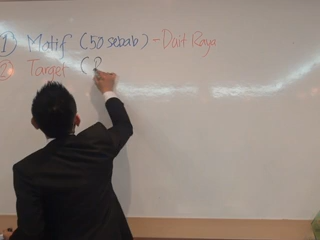 ① Motif (50 sebab) - Duit Raya
② Target (